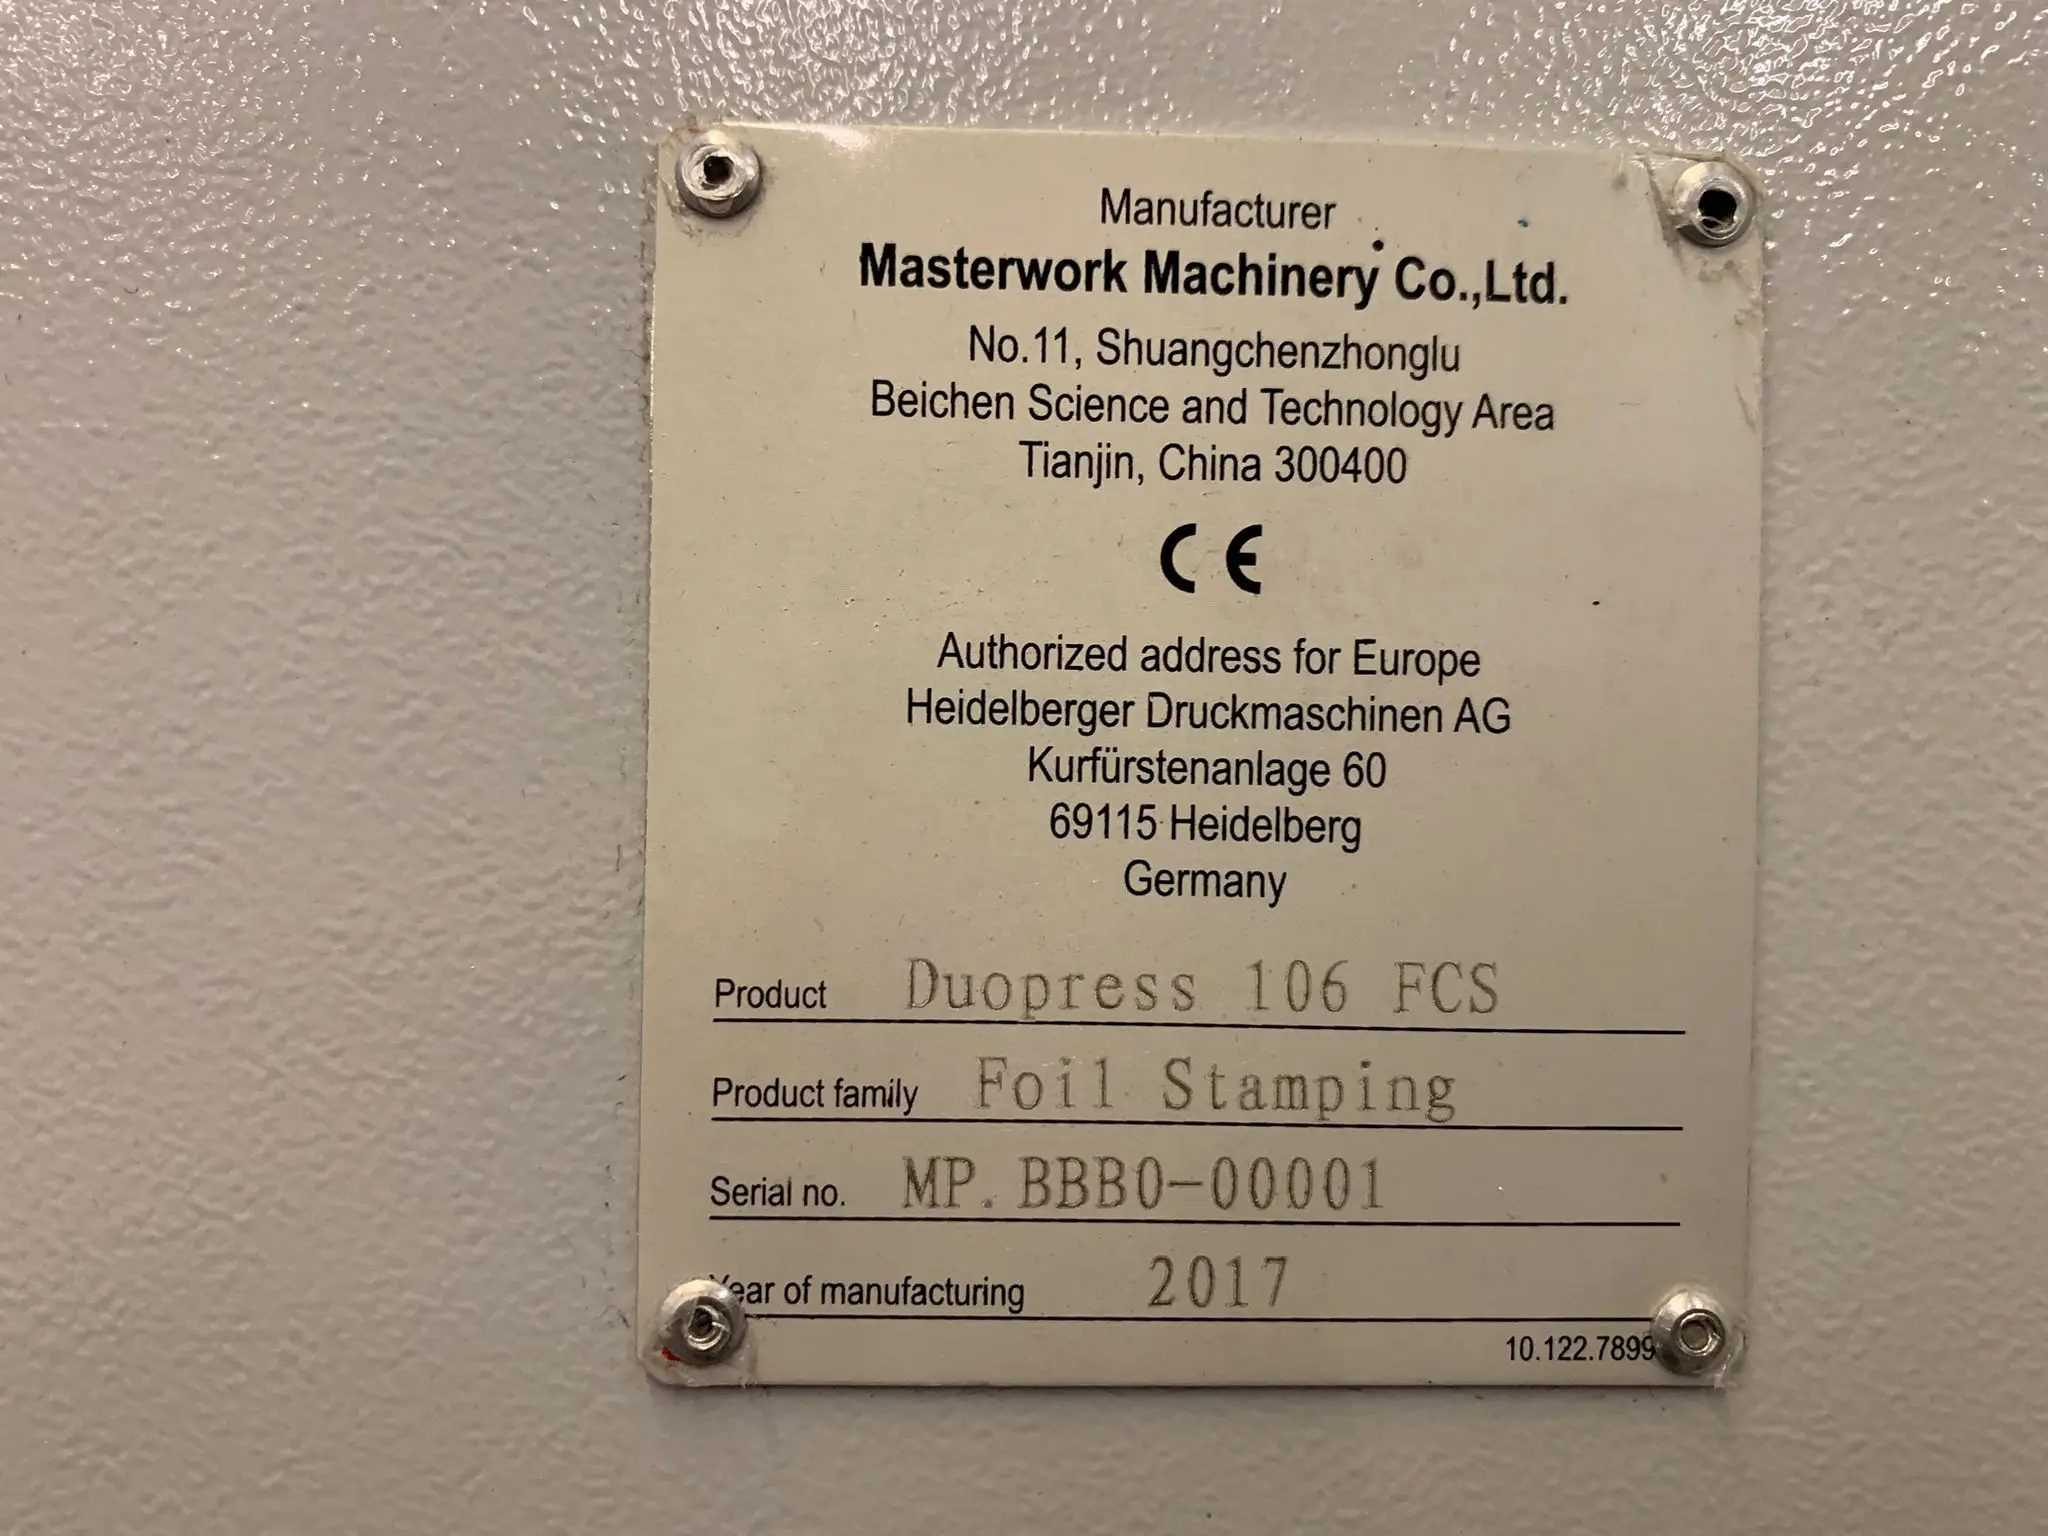 Manufacturer
Masterwork Machinery Co.,Ltd.
No.11, Shuangchenzhonglu
Beichen Science and Technology Area
Tianjin, China 300400
CE
Authorized address for Europe
Heidelberger Druckmaschinen AG
Kurfürstenanlage 60
69115 Heidelberg
Germany
Product Duopress 106 FCS
Product family Foil Stamping
Serial no. MP.BBB0-00001
Year of manufacturing 2017
10.122.7899